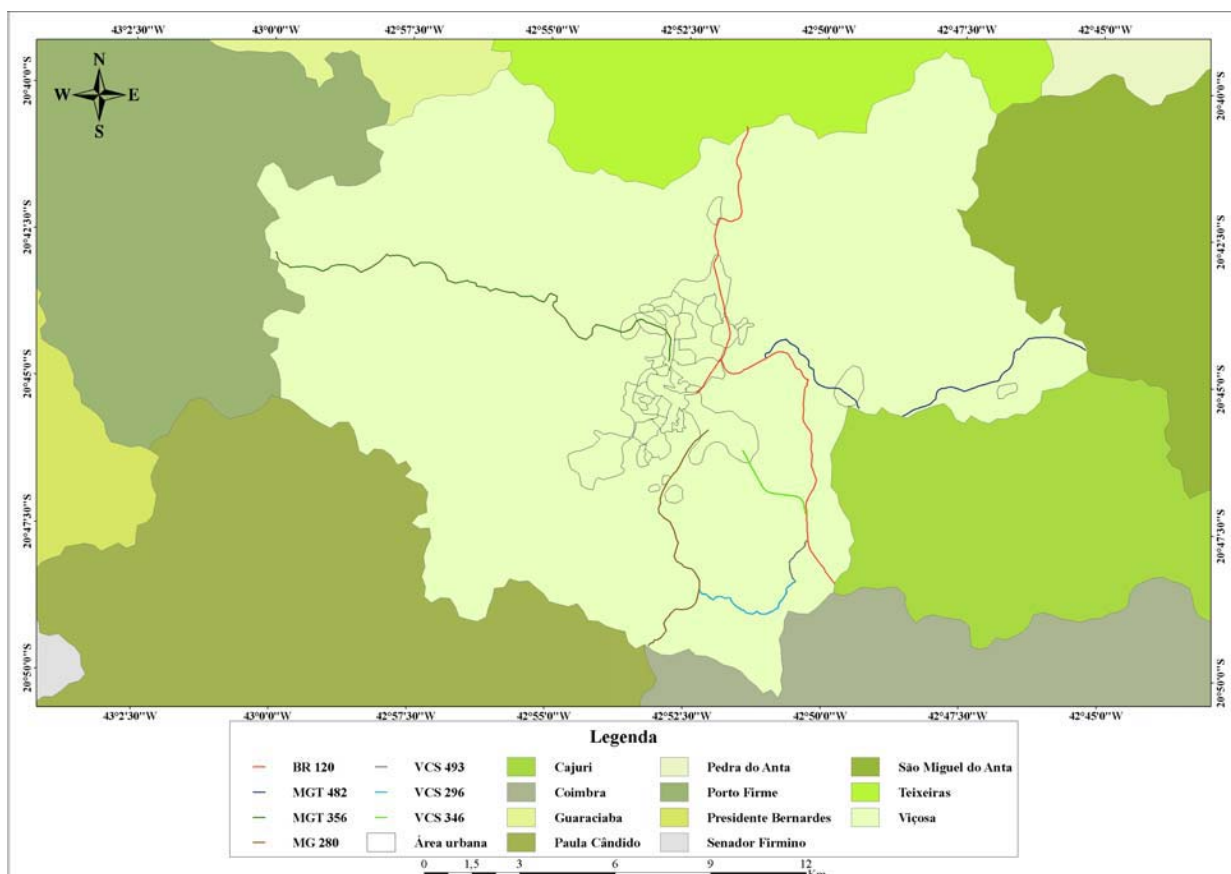 43°2'30"W 43°0'0"W 42°57'30"W 42°55'0"W 42°52'30"W 42°50'0"W 42°47'30"W 42°45'0"W
N
W E
S
20°40'0"S
20°42'30"S
20°45'0"S
20°47'30"S
20°50'0"S
20°40'0"S
20°42'30"S
20°45'0"S
20°47'30"S
20°50'0"S
43°2'30"W 43°0'0"W 42°57'30"W 42°55'0"W 42°52'30"W 42°50'0"W 42°47'30"W 42°45'0"W
Legenda
BR 120 VCS 493 Cajuri Pedra do Anta São Miguel do Anta
MGT 482 VCS 296 Coimbra Porto Firme Teixeiras
MGT 356 VCS 346 Guaraciaba Presidente Bernardes Viçosa
MG 280 Área urbana Paula Cândido Senador Firmino
0 1,5 3 6 9 12
Km